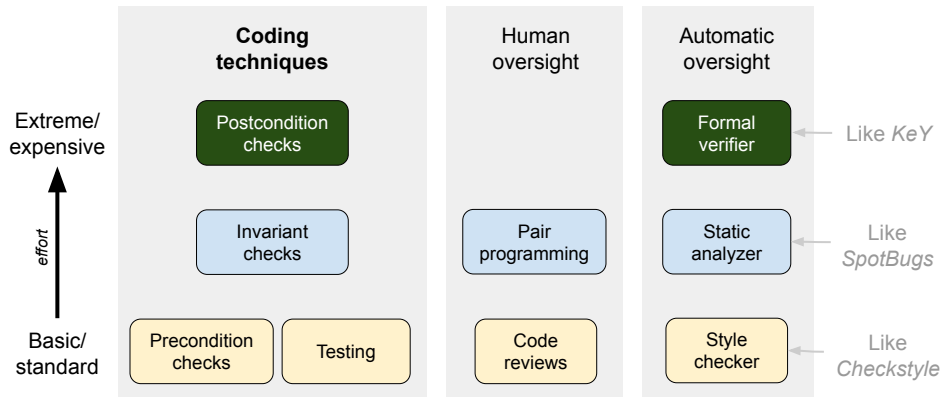 Coding
techniques
Human
oversight
Automatic
oversight
Extreme/
expensive
Postcondition
checks
Formal
verifier
Like KeY
effort
Invariant
checks
Pair
programming
Static
analyzer
Like
SpotBugs
Basic/
standard
Precondition
checks
Testing
Code
reviews
Style
checker
Like
Checkstyle